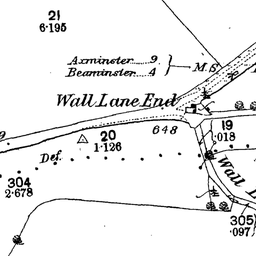 21
6·195
Axminster 9
Beaminster 4
M.S.
Wall Lane End
648
19
·018
20
1·126
Def.
Wall L
304
2·678
305
·097